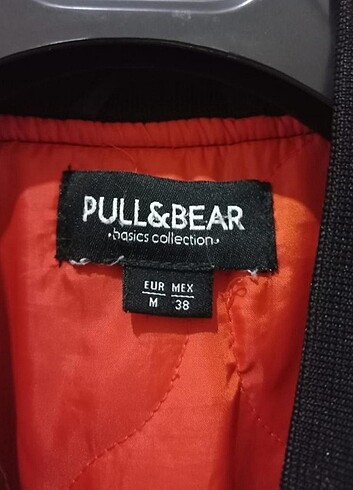 PULL&BEAR
•basics collection•
EUR MEX
M 38